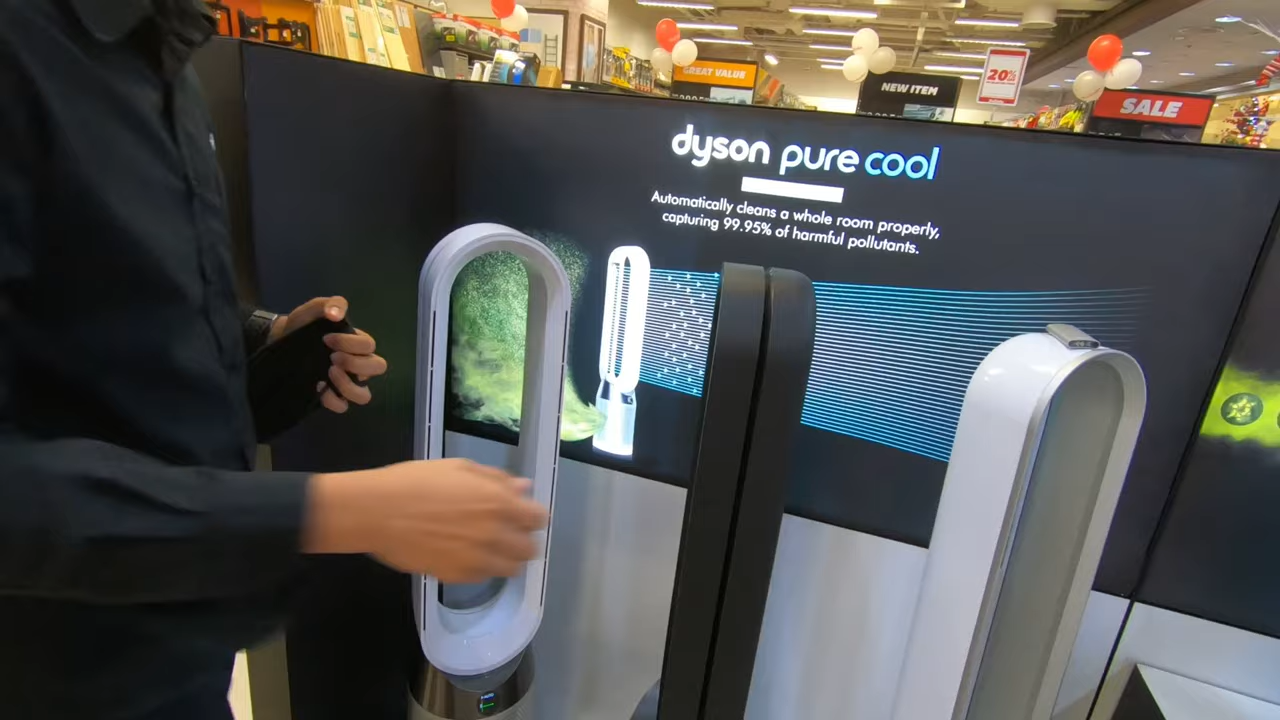 GREAT VALUE
NEW ITEM
20%
SALE
dyson pure cool
Automatically cleans a whole room properly,
capturing 99.95% of harmful pollutants.